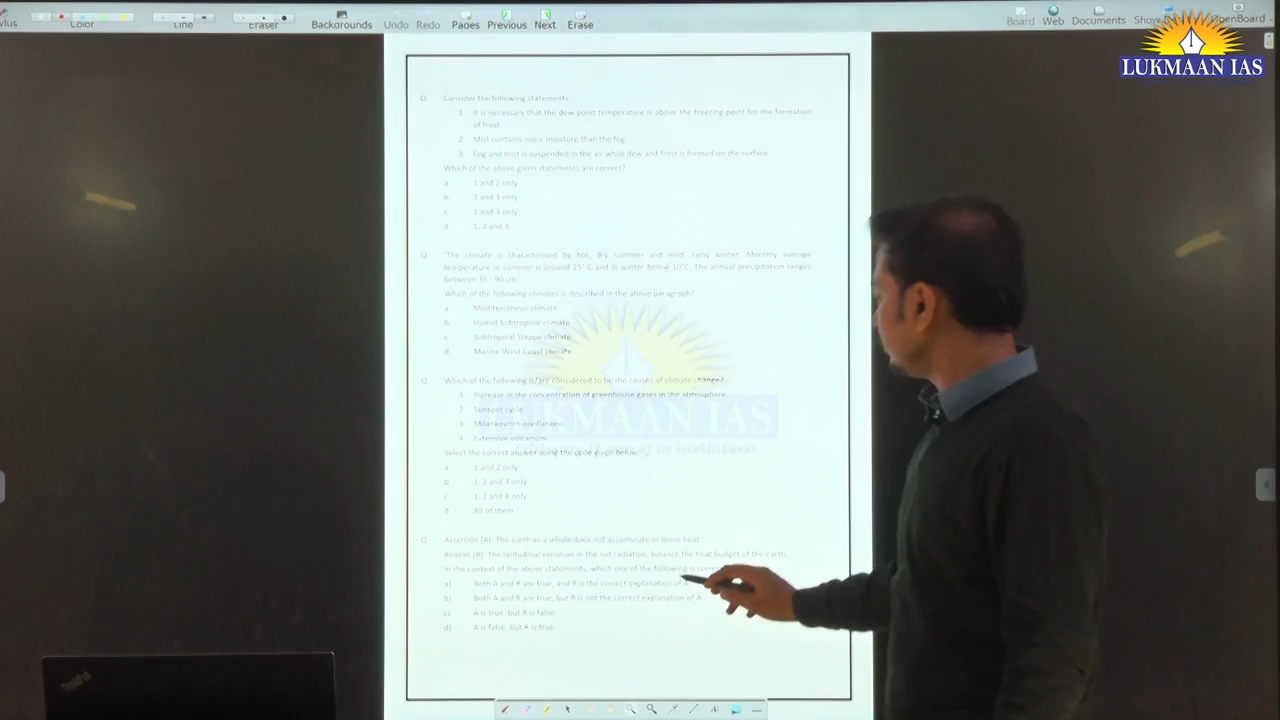 ylus
Color
Line
Eraser
Backgrounds
Undo
Redo
Pages
Previous
Next
Erase
Board
Web
Documents
Show
OpenBoard
LUKMAAN IAS
Q. Consider the following statements.
1. It is necessary that the dew point temperature is above the freezing point for the formation
of frost
2. Mist contains more moisture than the fog
3. Fog and mist is suspended in the air while dew and frost is formed on the surface.
Which of the above given statements are correct?
a. 1 and 2 only
b. 2 and 3 only
c. 1 and 3 only
d. 1, 2 and 3
Q. 'The climate is characterised by hot, dry summer and mild, rainy winter. Monthly average
temperature in summer is around 25° C and in winter below 10°C. The annual precipitation ranges
between 35 - 90 cm.
Which of the following climates is described in the above paragraph?
a. Mediterranean climate
b. Humid Subtropical climate
c. Subtropical Steppe climate
d. Marine West Coast climate
Q. Which of the following is/are considered to be the causes of climate change?
1. Increase in the concentration of greenhouse gases in the atmosphere.
2. Sunspot cycle
3. Milankovitch oscillations
4. Extensive volcanism
Select the correct answer using the code given below.
a. 1 and 2 only
b. 1, 2 and 3 only
c. 1, 2 and 4 only
d. All of them
LUKMAAN IAS
of its establishment
Q. Assertion (A): The earth as a whole does not accumulate or loose heat.
Reason (R): The latitudinal variation in the net radiation, balance the heat budget of the earth.
In the context of the above statements, which one of the following is correct
a) Both A and R are true, and R is the correct explanation of A
b) Both A and R are true, but R is not the correct explanation of A
c) A is true, but R is false.
d) A is false, but R is true.
ThinkPad